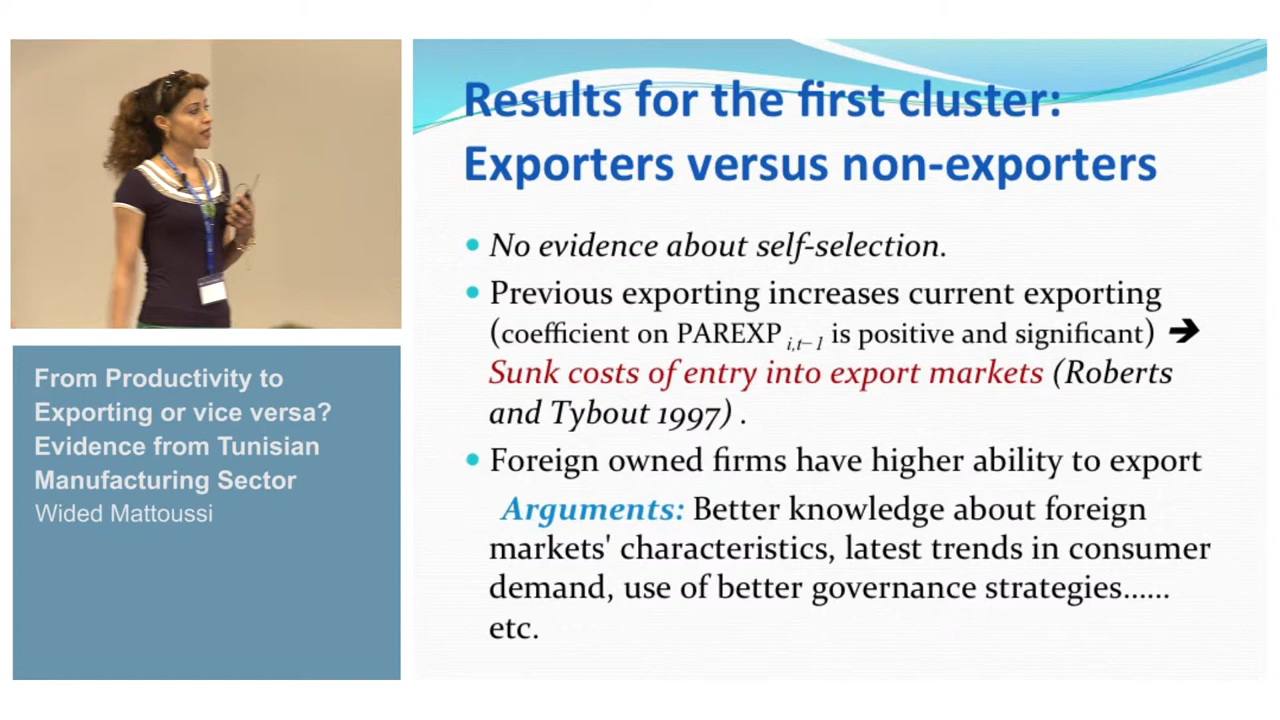 Results for the first cluster:
Exporters versus non-exporters
• No evidence about self-selection.
• Previous exporting increases current exporting
(coefficient on PAREXP i,t−1 is positive and significant) ➔
Sunk costs of entry into export markets (Roberts
and Tybout 1997) .
• Foreign owned firms have higher ability to export
Arguments: Better knowledge about foreign
markets' characteristics, latest trends in consumer
demand, use of better governance strategies......
etc.
From Productivity to
Exporting or vice versa?
Evidence from Tunisian
Manufacturing Sector
Wided Mattoussi